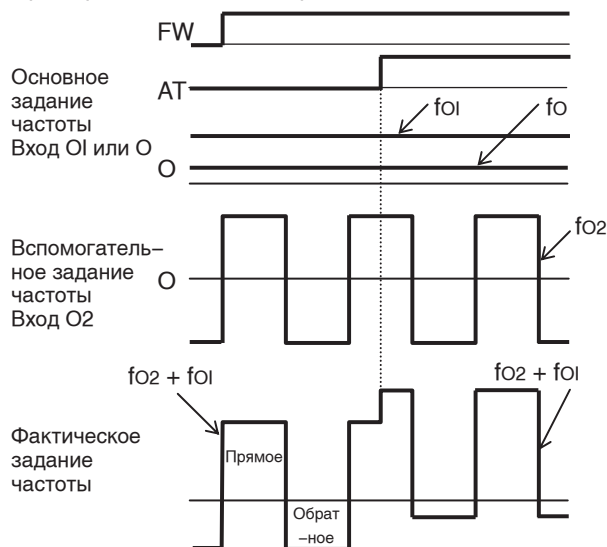 FW
Основное
задание
частоты
Вход OI или O
AT
fOI
fO
O
Вспомогатель–
ное задание
частоты
Вход O2
O
fO2
fO2 + fOI
fO2 + fOI
Фактическое
задание
частоты
Прямое
Обрат
–ное